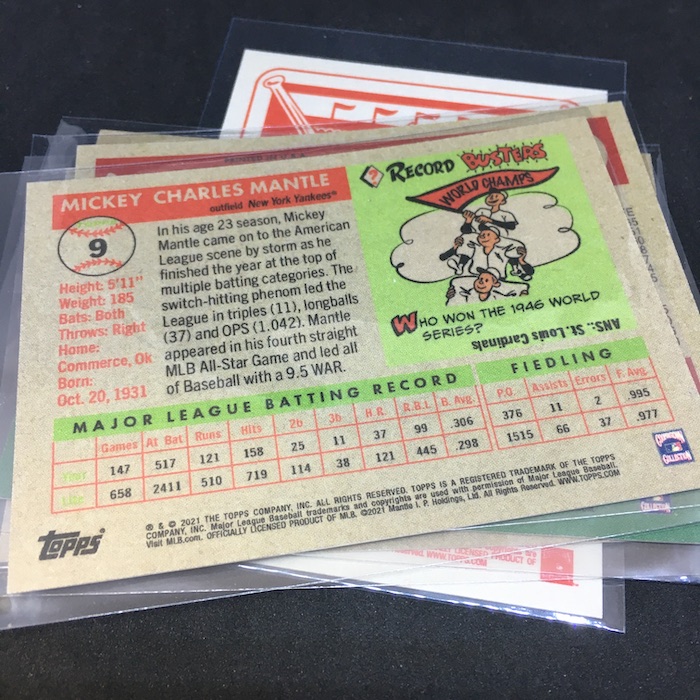 PRINTED IN U.S.A.
MICKEY CHARLES MANTLE
outfield New York Yankees®
9
Height: 5'11"
Weight: 185
Bats: Both
Throws: Right
Home:
Commerce, Ok
Born:
Oct. 20, 1931
In his age 23 season, Mickey
Mantle came on to the American
League scene by storm as he
finished the year at the top of
multiple batting categories. The
switch-hitting phenom led the
League in triples (11), longballs
(37) and OPS (1.042). Mantle
appeared in his fourth straight
MLB All-Star Game and led all
of Baseball with a 9.5 WAR.
? RECORD BUSTERS
WORLD CHAMPS
WHO WON THE 1946 WORLD
SERIES?
ANS.: St. Louis Cardinals
MAJOR LEAGUE BATTING RECORD FIEDLING
Games At Bat Runs Hits 2b 3b H.R. R.B.I. B. Avg. P.O. Assists Errors F. Avg.
Year 147 517 121 158 25 11 37 99 .306 376 11 2 .995
Life 658 2411 510 719 114 38 121 445 .298 1515 66 37 .977
COOPERSTOWN
COLLECTION
topps®
® & © 2021 THE TOPPS COMPANY, INC. ALL RIGHTS RESERVED. TOPPS IS A REGISTERED TRADEMARK OF THE TOPPS
COMPANY, INC. Major League Baseball trademarks and copyrights are used with permission of Major League Baseball.
Visit MLB.com. OFFICIALLY LICENSED PRODUCT OF MLB. ©2021 Mantle I. P. Holdings, Ltd. All Rights Reserved. WWW.TOPPS.COM